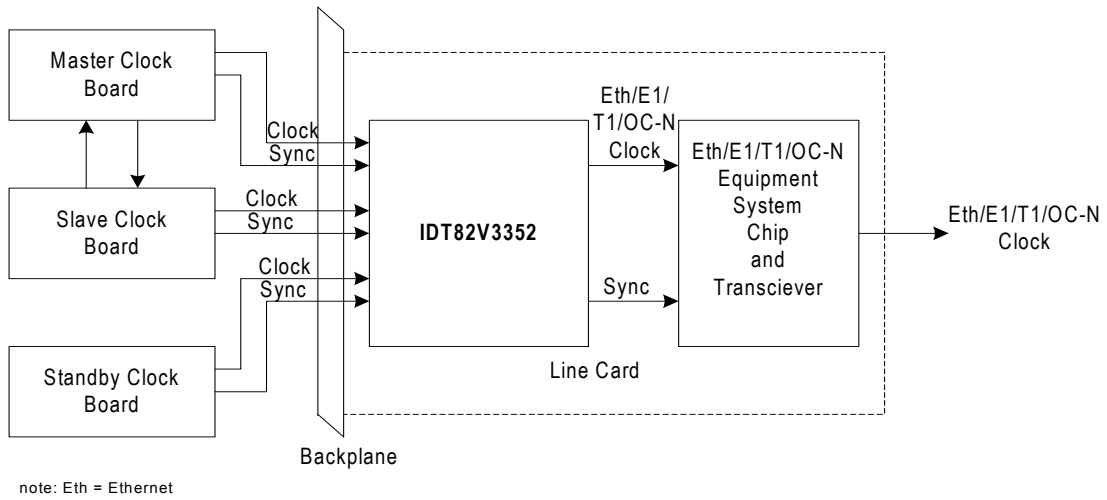 Master Clock
Board
Slave Clock
Board
Standby Clock
Board
Clock
Sync
Clock
Sync
Clock
Sync
Backplane
IDT82V3352
Eth/E1/
T1/OC-N
Clock
Sync
Line Card
Eth/E1/T1/OC-N
Equipment
System
Chip
and
Transciever
Eth/E1/T1/OC-N
Clock
note: Eth = Ethernet